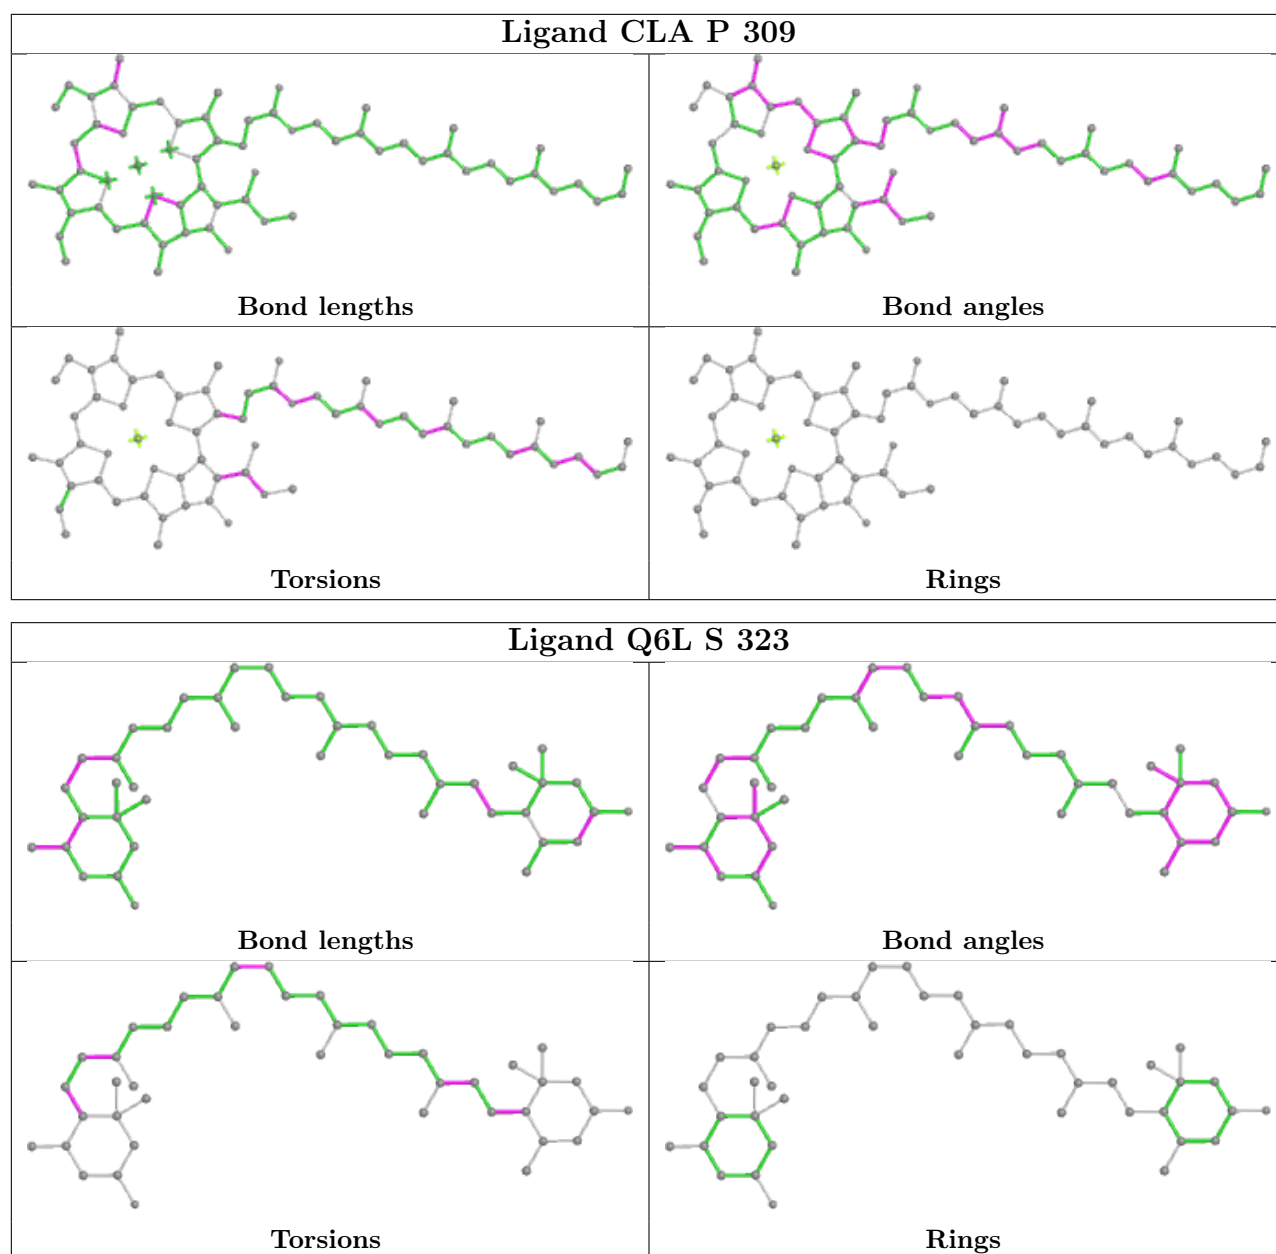 Ligand CLA P 309
Bond lengths
Bond angles
Torsions
Rings
Ligand Q6L S 323
Bond lengths
Bond angles
Torsions
Rings